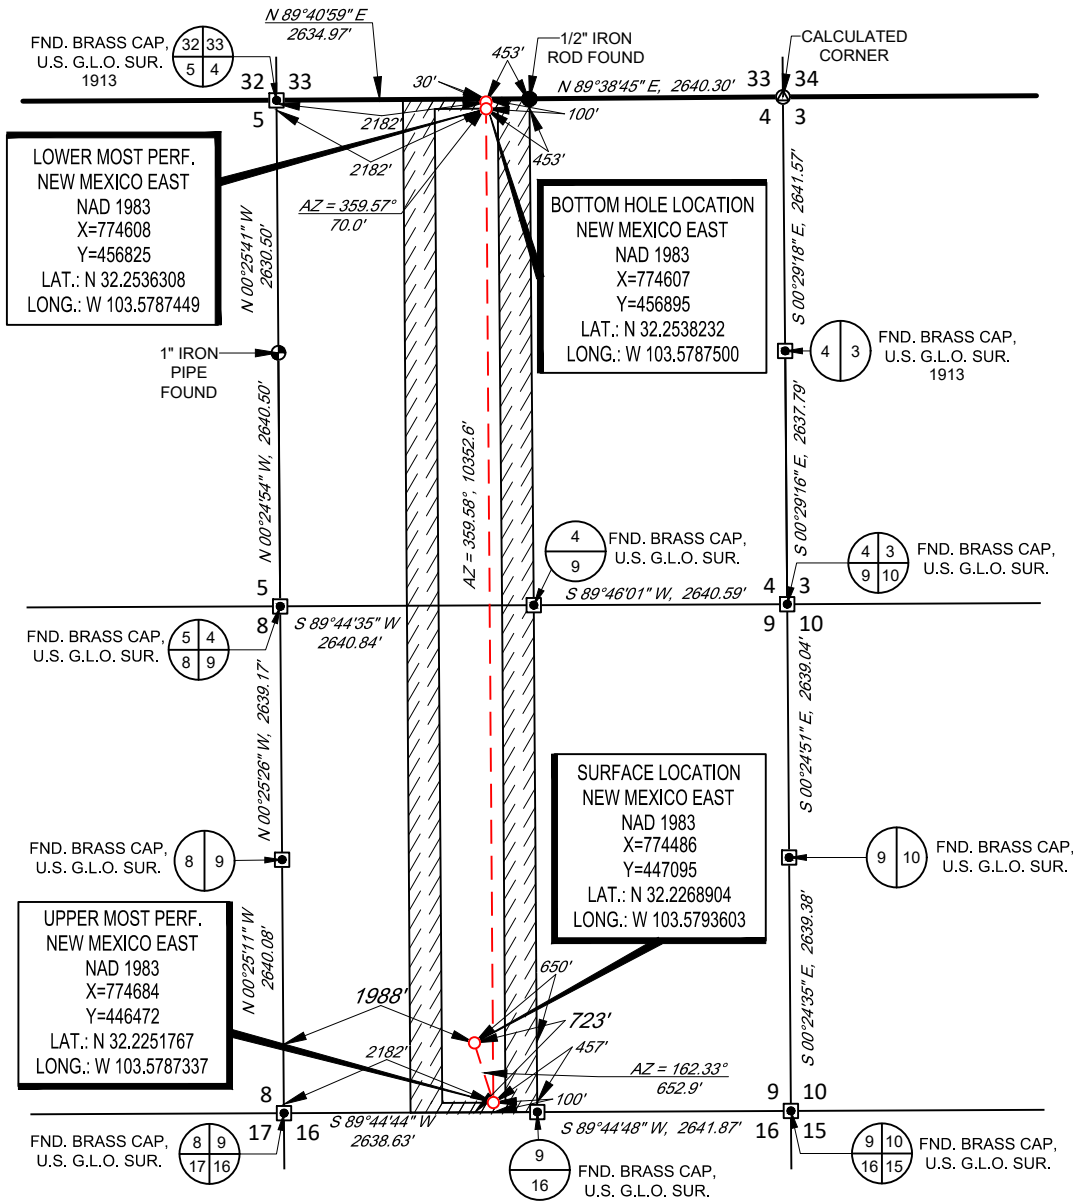 N 89°40'59" E
2634.97'
FND. BRASS CAP,
U.S. G.L.O. SUR.
1913
32 33
5 4
453'
1/2" IRON
ROD FOUND
CALCULATED
CORNER
32 33
30'
N 89°38'45" E, 2640.30'
33 34
5
2182'
100'
4 3
2182'
453'
LOWER MOST PERF.
NEW MEXICO EAST
NAD 1983
X=774608
Y=456825
LAT.: N 32.2536308
LONG.: W 103.5787449
AZ = 359.57°
70.0'
BOTTOM HOLE LOCATION
NEW MEXICO EAST
NAD 1983
X=774607
Y=456895
LAT.: N 32.2538232
LONG.: W 103.5787500
N 00°25'41" W
2630.50'
S 00°29'18" E, 2641.57'
1" IRON
PIPE
FOUND
4 3
FND. BRASS CAP,
U.S. G.L.O. SUR.
1913
N 00°24'54" W, 2640.50'
AZ = 359.58°, 10352.6'
S 00°29'16" E, 2637.79'
4
9
FND. BRASS CAP,
U.S. G.L.O. SUR.
4 3
9 10
FND. BRASS CAP,
U.S. G.L.O. SUR.
5
S 89°46'01" W, 2640.59'
4 3
8
S 89°44'35" W
2640.84'
9 10
FND. BRASS CAP,
U.S. G.L.O. SUR.
5 4
8 9
N 00°25'26" W, 2639.17'
S 00°24'51" E, 2639.04'
SURFACE LOCATION
NEW MEXICO EAST
NAD 1983
X=774486
Y=447095
LAT.: N 32.2268904
LONG.: W 103.5793603
FND. BRASS CAP,
U.S. G.L.O. SUR.
8 9
9 10
FND. BRASS CAP,
U.S. G.L.O. SUR.
UPPER MOST PERF.
NEW MEXICO EAST
NAD 1983
X=774684
Y=446472
LAT.: N 32.2251767
LONG.: W 103.5787337
N 00°25'11" W
2640.08'
S 00°24'35" E, 2639.38'
650'
1988'
723'
2182'
457'
AZ = 162.33°
652.9'
100'
8
9 10
17 16
S 89°44'44" W
2638.63'
S 89°44'48" W, 2641.87'
16 15
FND. BRASS CAP,
U.S. G.L.O. SUR.
8 9
17 16
9
16
FND. BRASS CAP,
U.S. G.L.O. SUR.
9 10
16 15
FND. BRASS CAP,
U.S. G.L.O. SUR.